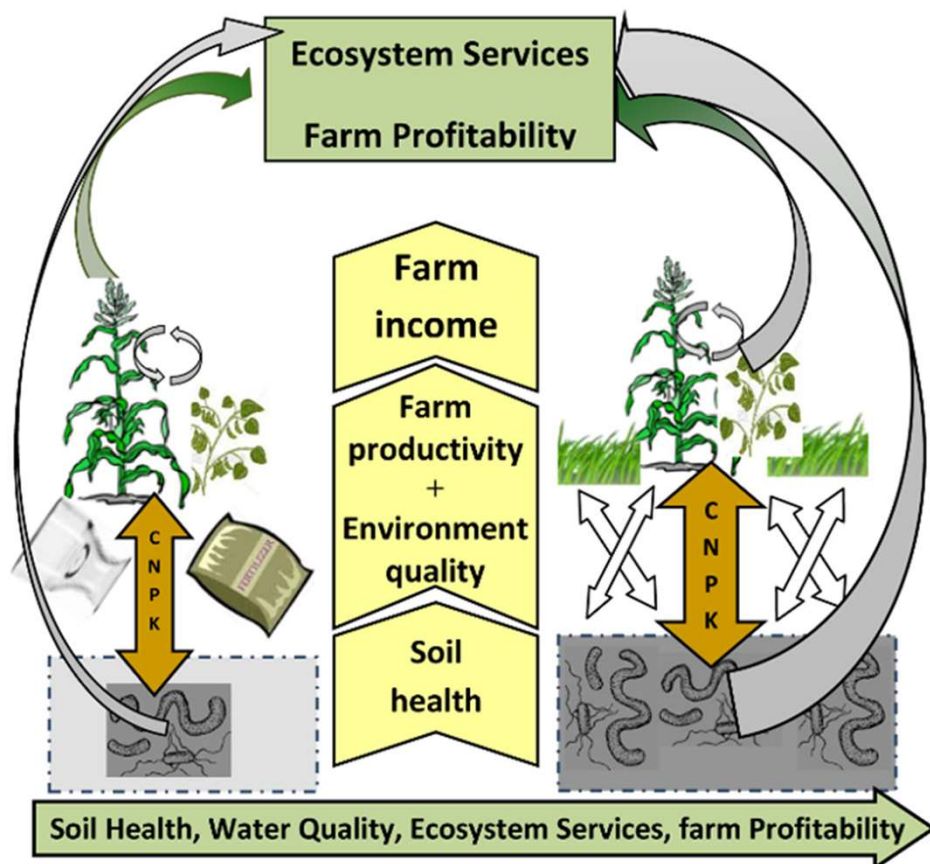 Ecosystem Services
Farm Profitability
Farm
income
Farm
productivity
+
Environment
quality
Soil
health
C
N
P
K
FERTILIZER
C
N
P
K
Soil Health, Water Quality, Ecosystem Services, farm Profitability